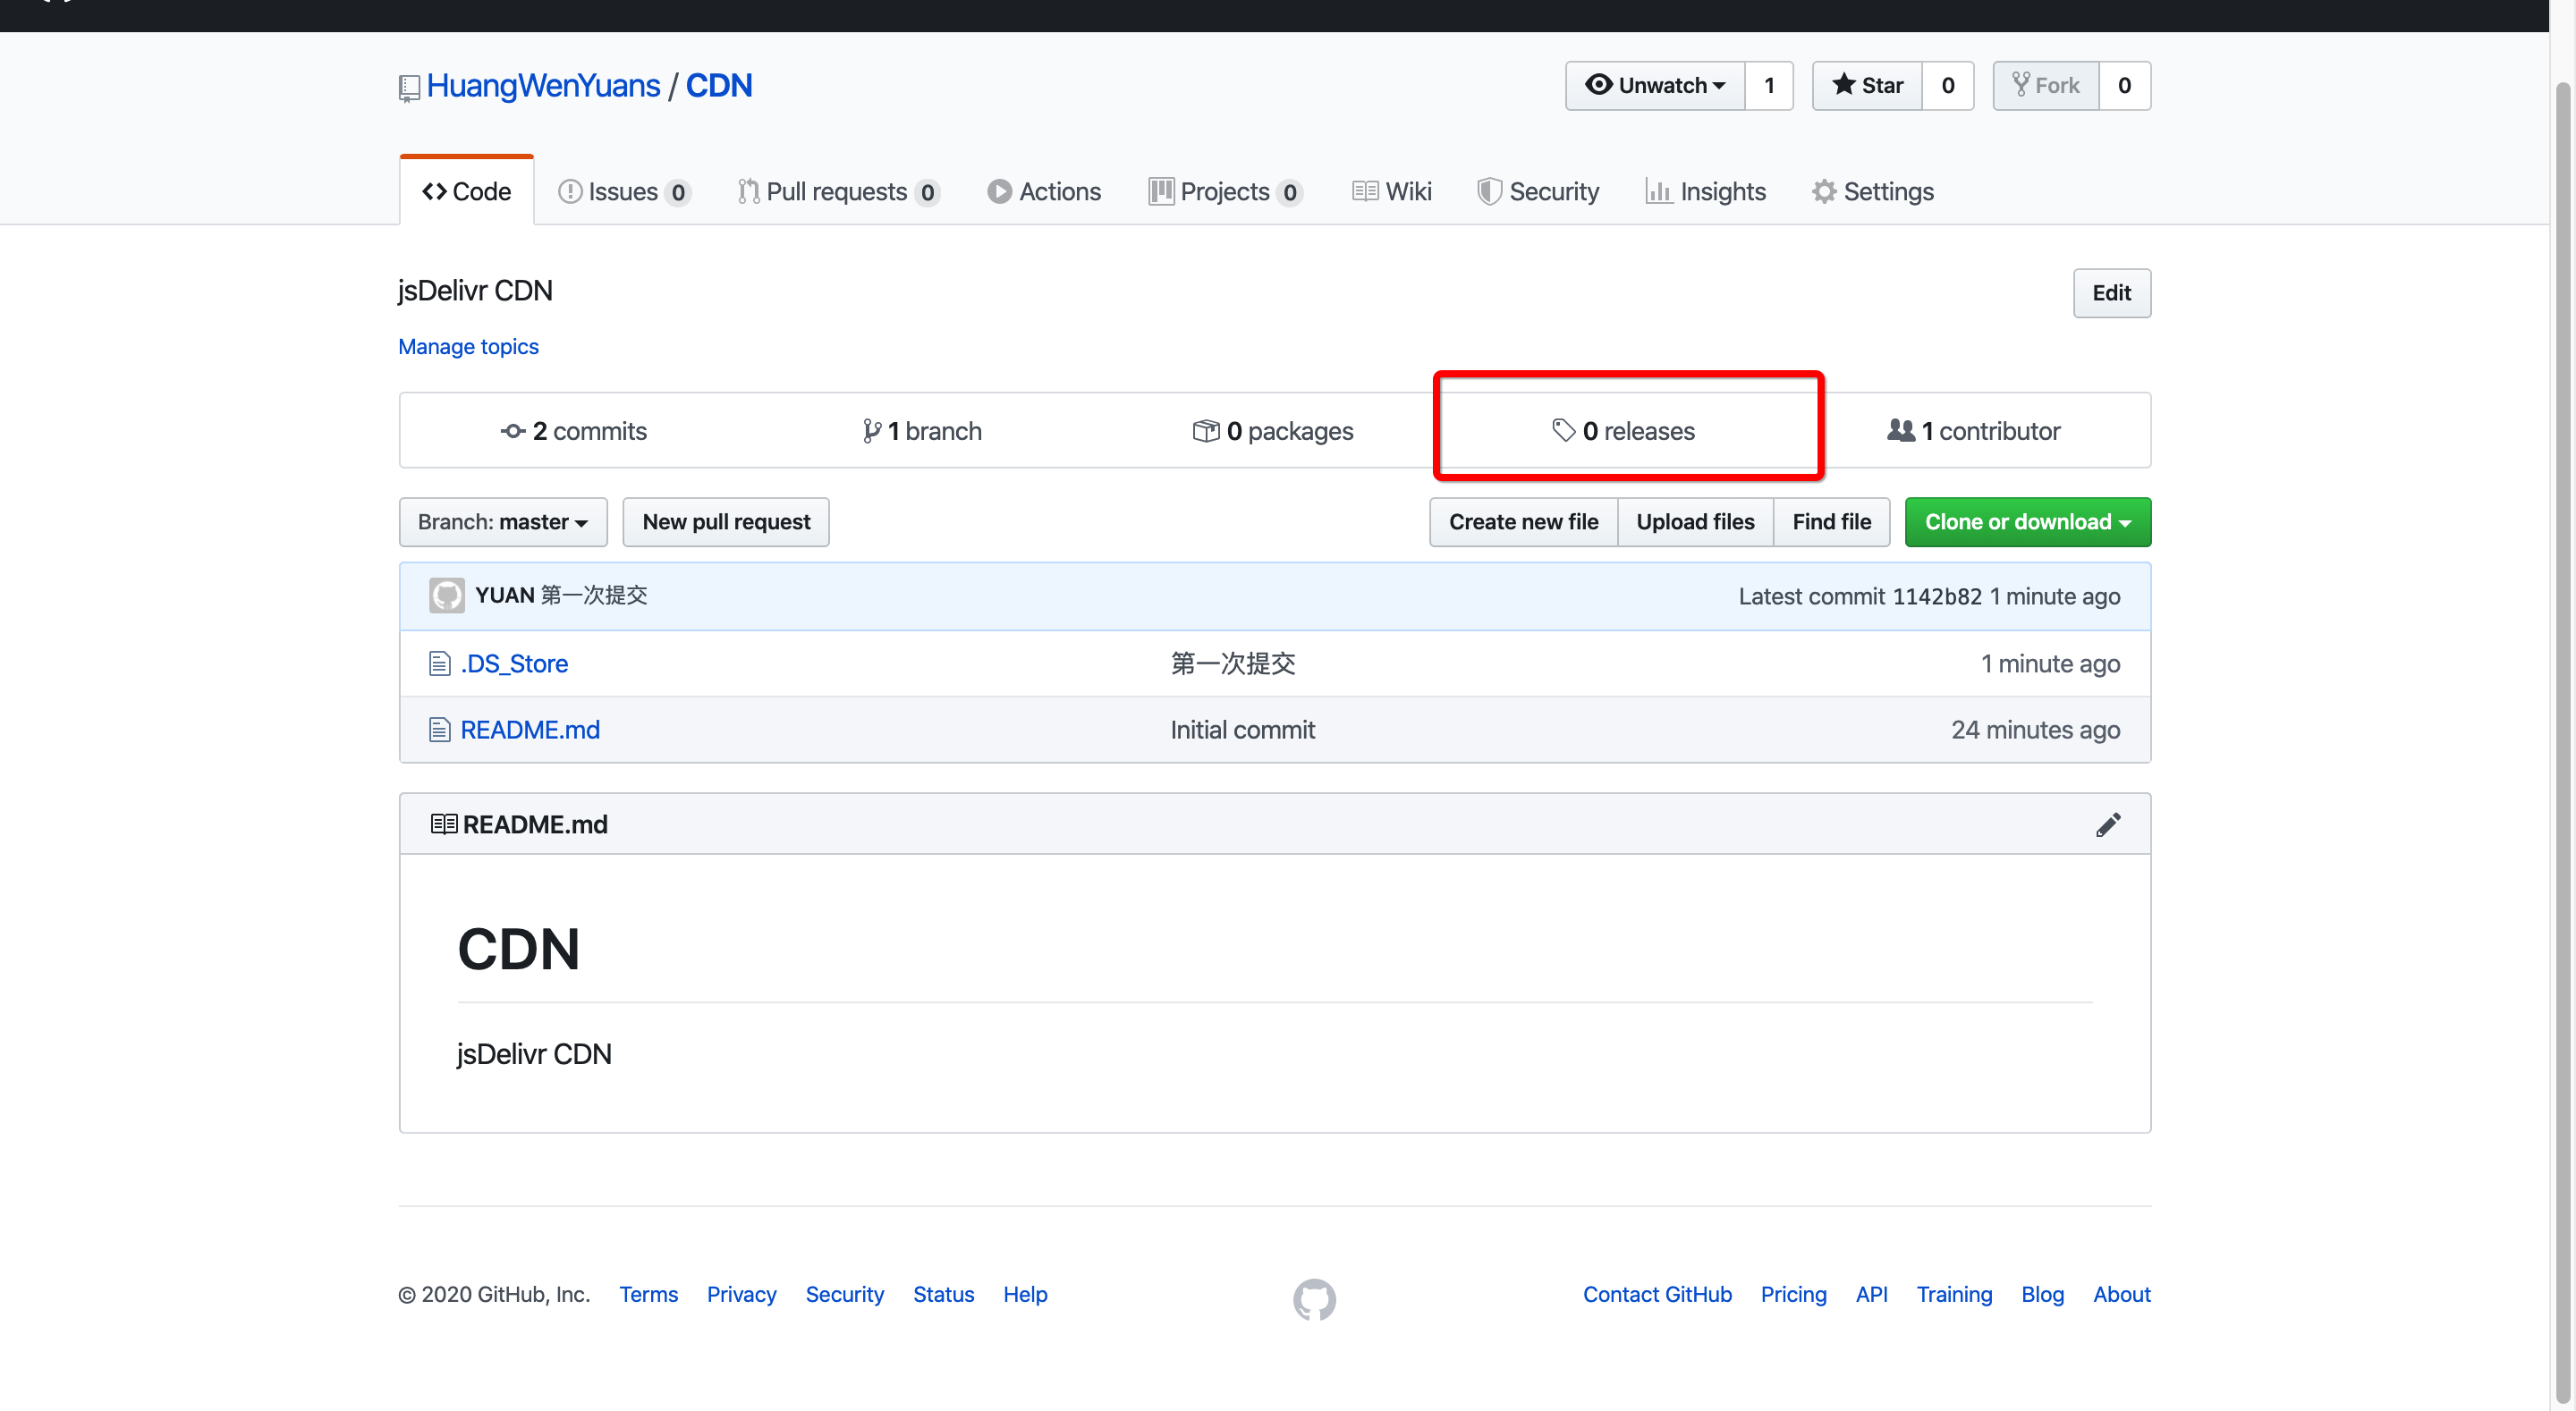 HuangWenYuans / CDN
Unwatch 1 Star 0 Fork 0
Code Issues 0 Pull requests 0 Actions Projects 0 Wiki Security Insights Settings
jsDelivr CDN
Edit
Manage topics
2 commits 1 branch 0 packages 0 releases 1 contributor
Branch: master New pull request Create new file Upload files Find file Clone or download
YUAN 第一次提交 Latest commit 1142b82 1 minute ago
.DS_Store 第一次提交 1 minute ago
README.md Initial commit 24 minutes ago
README.md
CDN
jsDelivr CDN
© 2020 GitHub, Inc. Terms Privacy Security Status Help Contact GitHub Pricing API Training Blog About